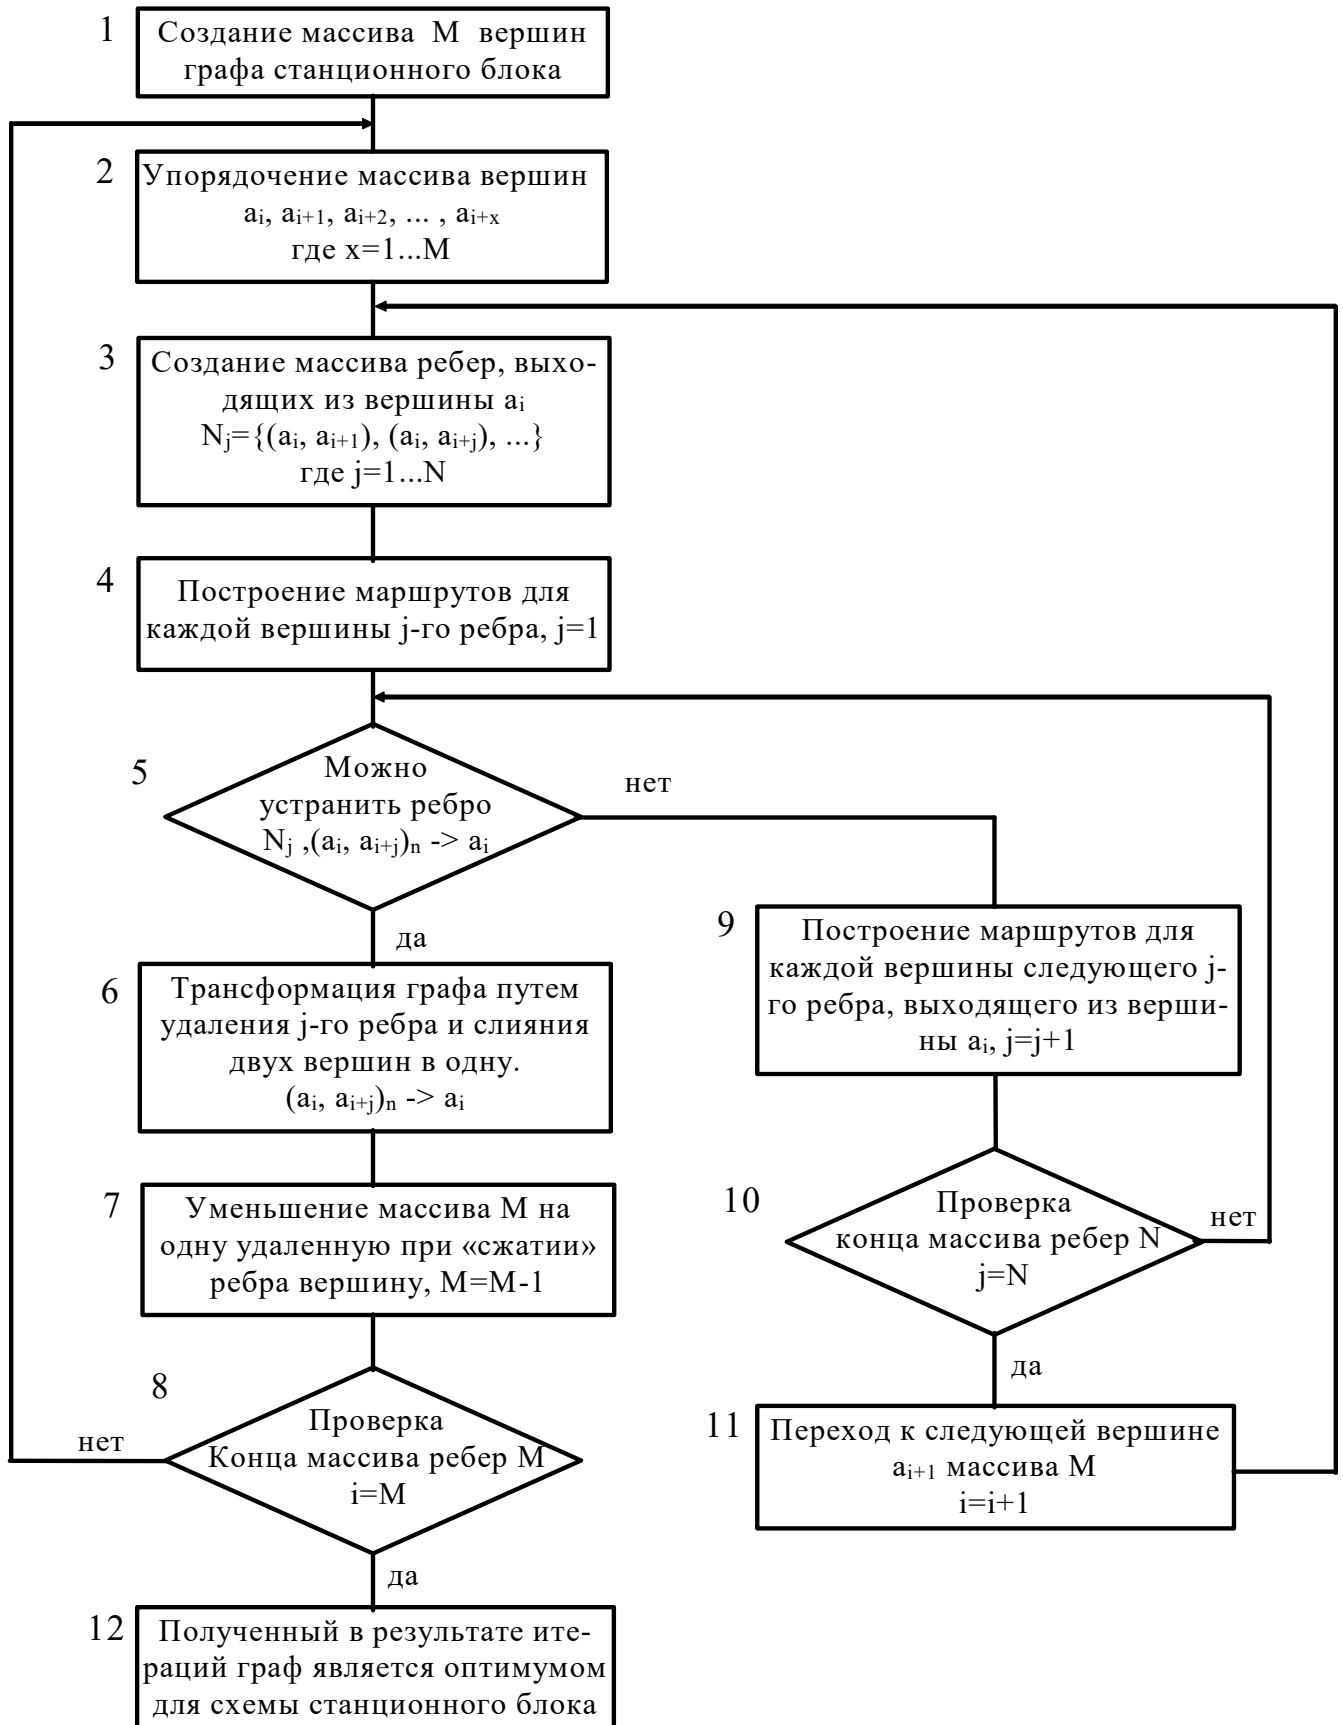 1
Создание массива M вершин
графа станционного блока
2
Упорядочение массива вершин
aᵢ, aᵢ₊₁, aᵢ₊₂, ... , aᵢ₊ₓ
где x=1...M
3
Создание массива ребер, выхо-
дящих из вершины aᵢ
Nⱼ={(aᵢ, aᵢ₊₁), (aᵢ, aᵢ₊ⱼ), ...}
где j=1...N
4
Построение маршрутов для
каждой вершины j-го ребра, j=1
5
Можно
устранить ребро
Nⱼ ,(aᵢ, aᵢ₊ⱼ)ₙ -> aᵢ
нет
да
6
Трансформация графа путем
удаления j-го ребра и слияния
двух вершин в одну.
(aᵢ, aᵢ₊ⱼ)ₙ -> aᵢ
7
Уменьшение массива M на
одну удаленную при «сжатии»
ребра вершину, M=M-1
8
Проверка
Конца массива ребер M
i=M
нет
да
9
Построение маршрутов для
каждой вершины следующего j-
го ребра, выходящего из верши-
ны aᵢ, j=j+1
10
Проверка
конца массива ребер N
j=N
нет
да
11
Переход к следующей вершине
aᵢ₊₁ массива M
i=i+1
12
Полученный в результате ите-
раций граф является оптимумом
для схемы станционного блока